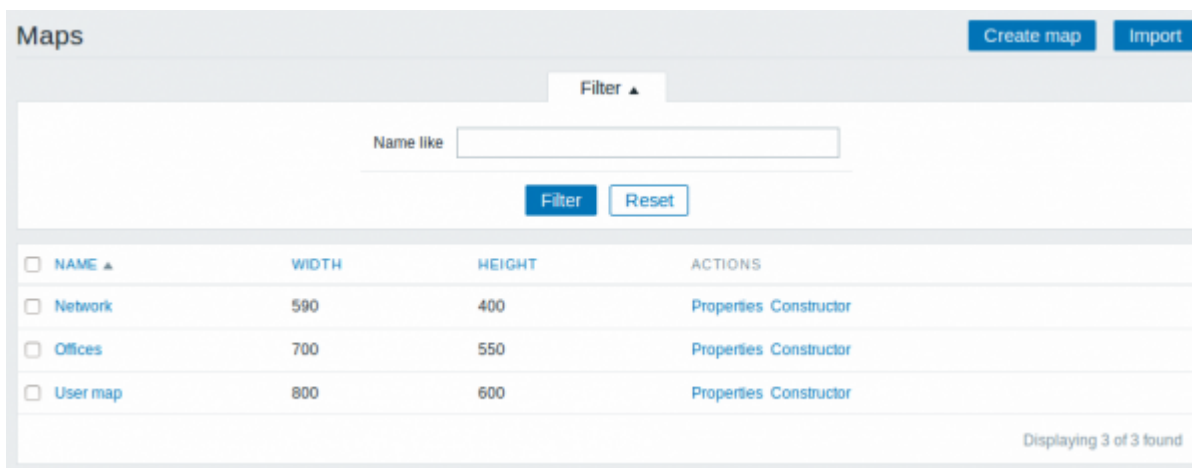 Maps Create map Import
Filter ▲
Name like
Filter Reset
NAME ▲ WIDTH HEIGHT ACTIONS
Network 590 400 Properties Constructor
Offices 700 550 Properties Constructor
User map 800 600 Properties Constructor
Displaying 3 of 3 found